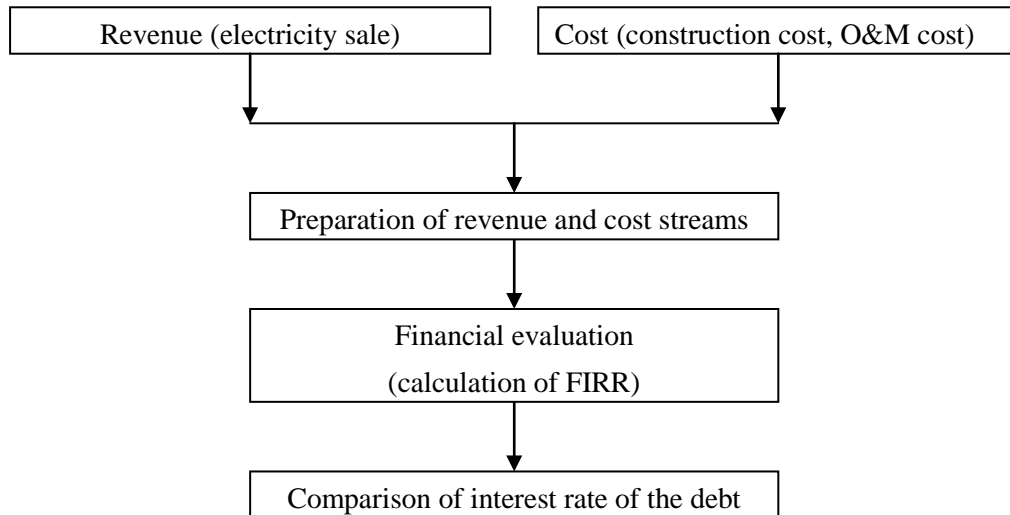 Revenue (electricity sale)
Cost (construction cost, O&M cost)
Preparation of revenue and cost streams
Financial evaluation
(calculation of FIRR)
Comparison of interest rate of the debt